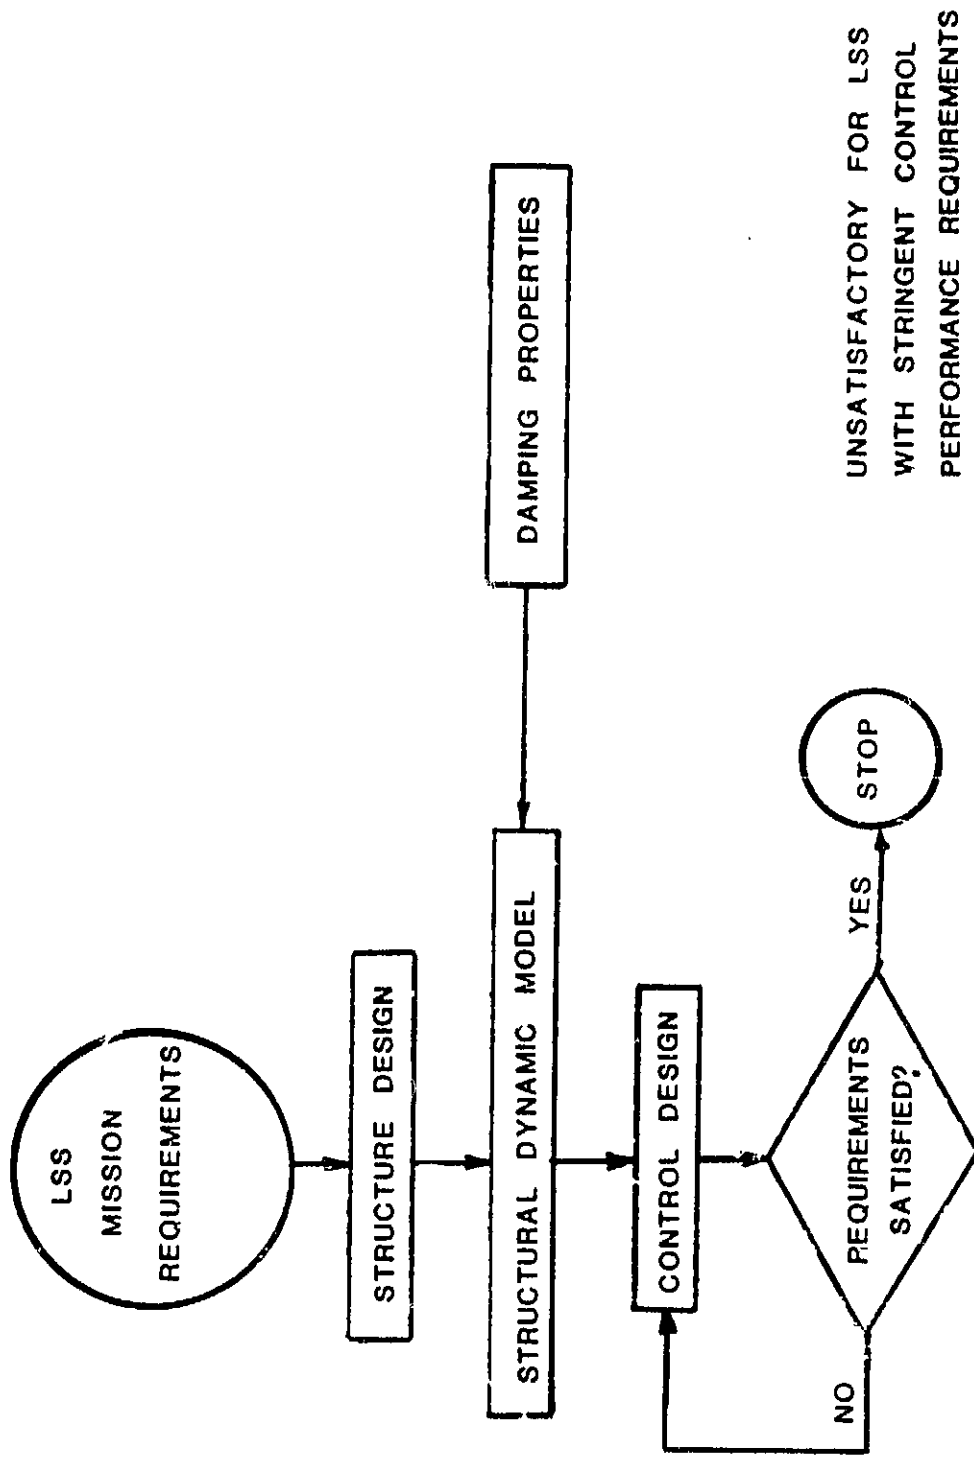 LSS
MISSION
REQUIREMENTS
STRUCTURE DESIGN
STRUCTURAL DYNAMIC MODEL
DAMPING PROPERTIES
CONTROL DESIGN
REQUIREMENTS
SATISFIED?
NO
YES
STOP
UNSATISFACTORY FOR LSS
WITH STRINGENT CONTROL
PERFORMANCE REQUIREMENTS